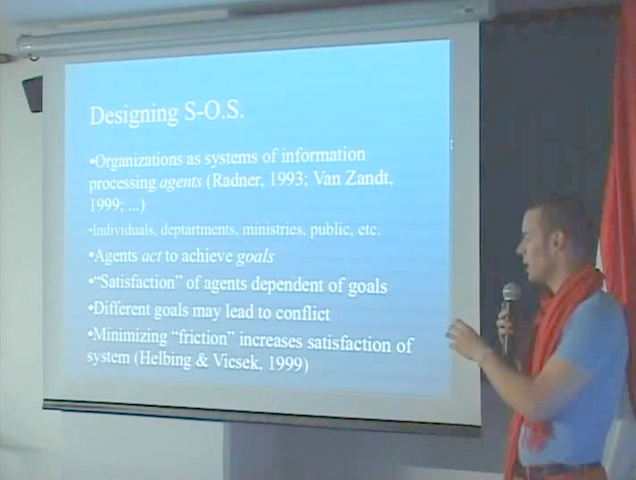 Designing S-O.S.
•Organizations as systems of information
processing agents (Radner, 1993; Van Zandt,
1999; ...)
•Individuals, deptartments, ministries, public, etc.
•Agents act to achieve goals
•“Satisfaction” of agents dependent of goals
•Different goals may lead to conflict
•Minimizing “friction” increases satisfaction of
system (Helbing & Vicsek, 1999)